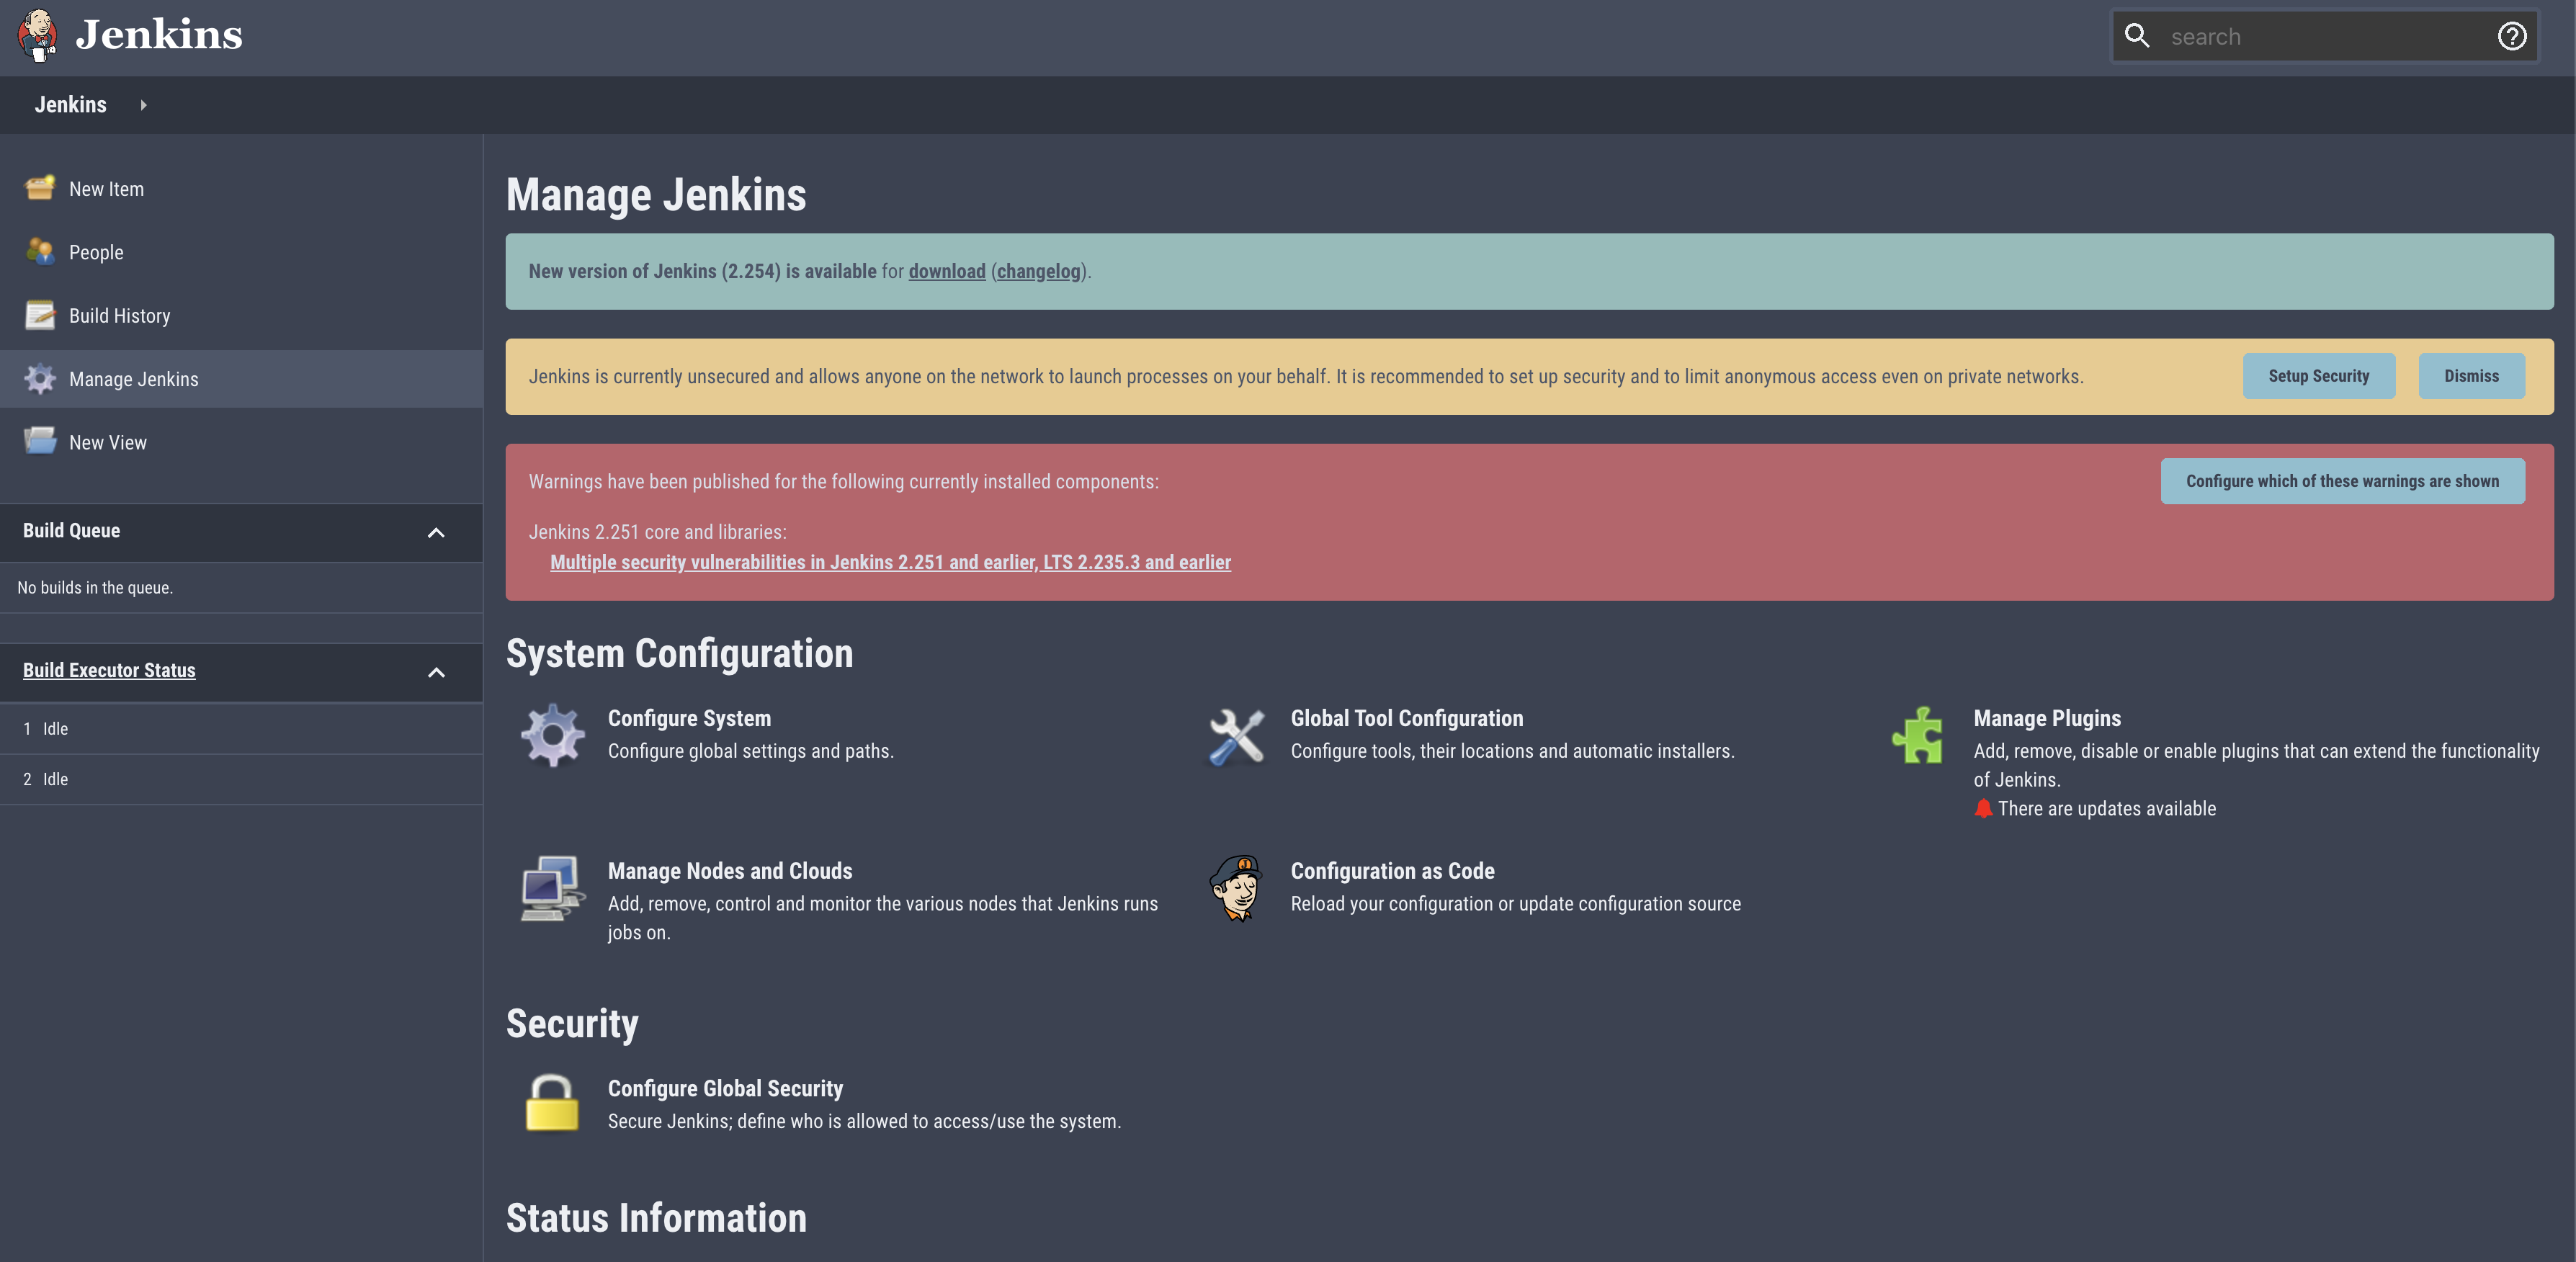 Jenkins
search
Jenkins
New Item
People
Build History
Manage Jenkins
New View
Build Queue
No builds in the queue.
Build Executor Status
1 Idle
2 Idle
Manage Jenkins
New version of Jenkins (2.254) is available for download (changelog).
Jenkins is currently unsecured and allows anyone on the network to launch processes on your behalf. It is recommended to set up security and to limit anonymous access even on private networks.
Setup Security
Dismiss
Warnings have been published for the following currently installed components:
Configure which of these warnings are shown
Jenkins 2.251 core and libraries:
Multiple security vulnerabilities in Jenkins 2.251 and earlier, LTS 2.235.3 and earlier
System Configuration
Configure System
Configure global settings and paths.
Global Tool Configuration
Configure tools, their locations and automatic installers.
Manage Plugins
Add, remove, disable or enable plugins that can extend the functionality
of Jenkins.
There are updates available
Manage Nodes and Clouds
Add, remove, control and monitor the various nodes that Jenkins runs
jobs on.
Configuration as Code
Reload your configuration or update configuration source
Security
Configure Global Security
Secure Jenkins; define who is allowed to access/use the system.
Status Information